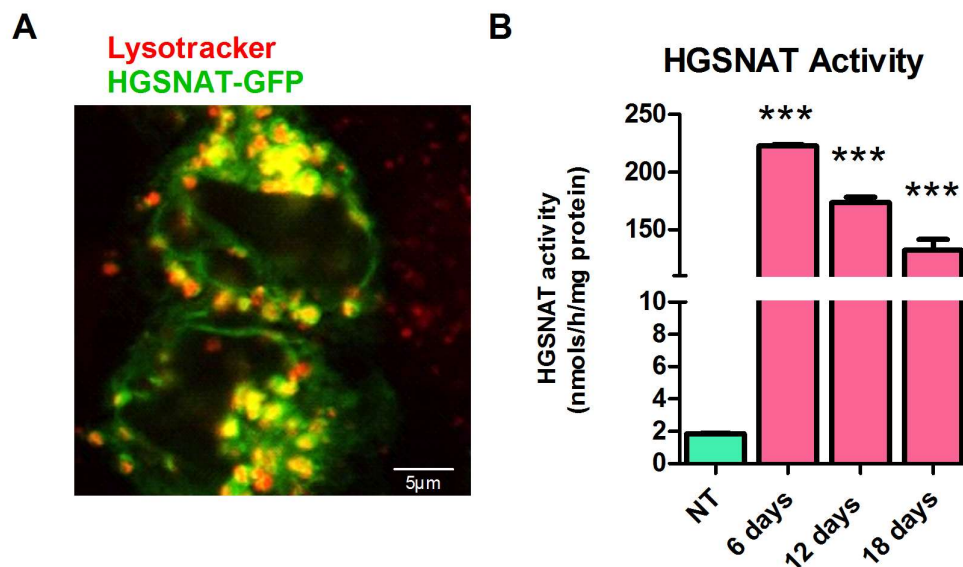 A
Lysotracker
HGSNAT-GFP
5µm
B
HGSNAT Activity
HGSNAT activity
(nmols/h/mg protein)
250
200
150
10
8
6
4
2
0
***
***
***
NT
6 days
12 days
18 days